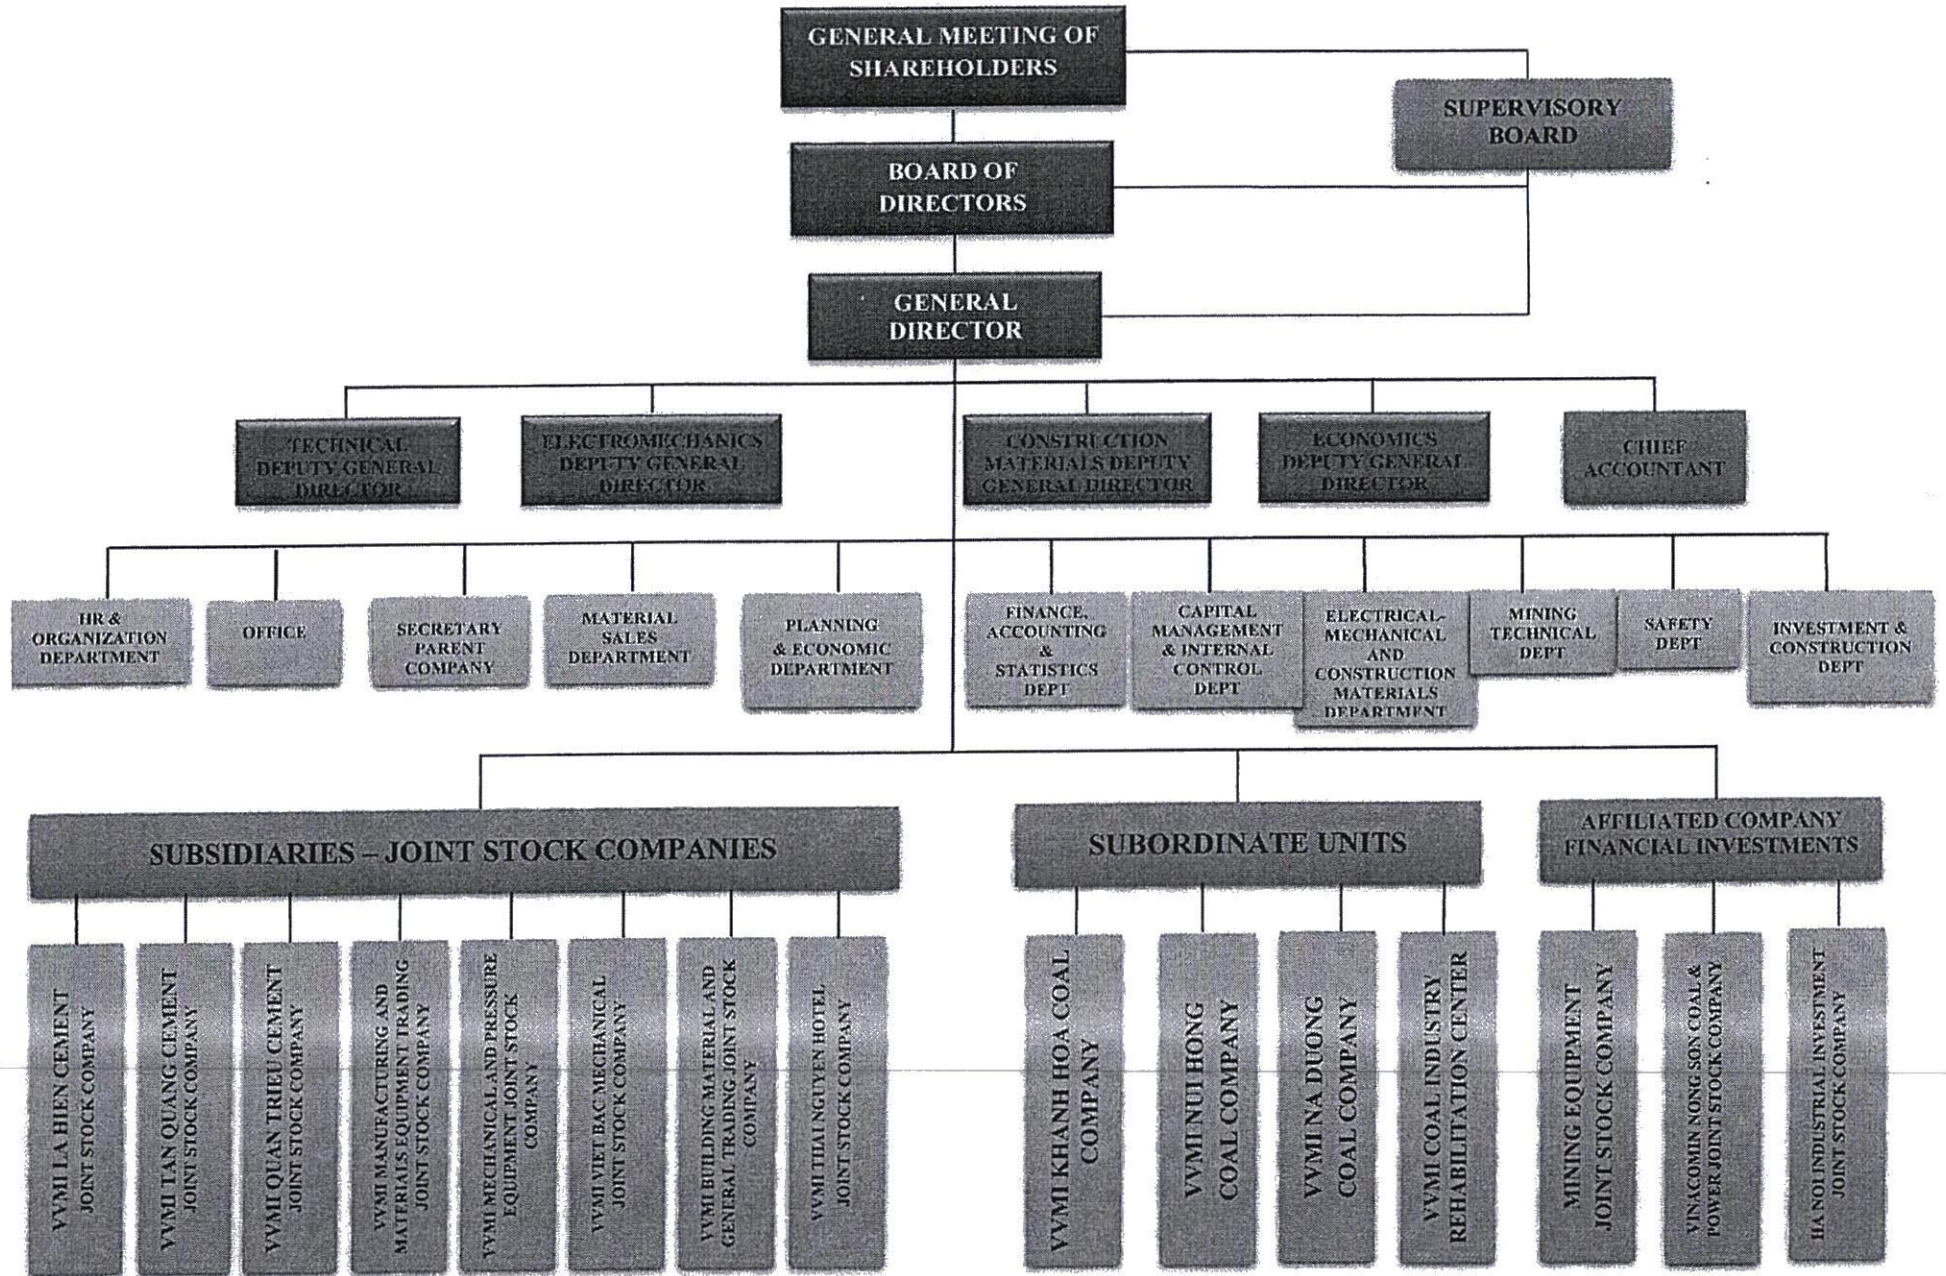 GENERAL MEETING OF
SHAREHOLDERS
SUPERVISORY
BOARD
BOARD OF
DIRECTORS
GENERAL
DIRECTOR
TECHNICAL
DEPUTY GENERAL
DIRECTOR
ELECTROMECHANICS
DEPUTY GENERAL
DIRECTOR
CONSTRUCTION
MATERIALS DEPUTY
GENERAL DIRECTOR
ECONOMICS
DEPUTY GENERAL
DIRECTOR
CHIEF
ACCOUNTANT
HR &
ORGANIZATION
DEPARTMENT
OFFICE
SECRETARY
PARENT
COMPANY
MATERIAL
SALES
DEPARTMENT
PLANNING
& ECONOMIC
DEPARTMENT
FINANCE,
ACCOUNTING
&
STATISTICS
DEPT
CAPITAL
MANAGEMENT
& INTERNAL
CONTROL
DEPT
ELECTRICAL-
MECHANICAL
AND
CONSTRUCTION
MATERIALS
DEPARTMENT
MINING
TECHNICAL
DEPT
SAFETY
DEPT
INVESTMENT &
CONSTRUCTION
DEPT
SUBSIDIARIES – JOINT STOCK COMPANIES
VVMI LA HIEN CEMENT
JOINT STOCK COMPANY
VVMI TAN QUANG CEMENT
JOINT STOCK COMPANY
VVMI QUAN TRIEU CEMENT
JOINT STOCK COMPANY
VVMI MANUFACTURING AND
MATERIALS EQUIPMENT TRADING
JOINT STOCK COMPANY
VVMI MECHANICAL AND PRESSURE
EQUIPMENT JOINT STOCK
COMPANY
VVMI VIET BAC MECHANICAL
JOINT STOCK COMPANY
VVMI BUILDING MATERIAL AND
GENERAL TRADING JOINT STOCK
COMPANY
VVMI THAI NGUYEN HOTEL
JOINT STOCK COMPANY
SUBORDINATE UNITS
VVMI KHANH HOA COAL
COMPANY
VVMI NUI HONG
COAL COMPANY
VVMI NA DUONG
COAL COMPANY
VVMI COAL INDUSTRY
REHABILITATION CENTER
AFFILIATED COMPANY
FINANCIAL INVESTMENTS
MINING EQUIPMENT
JOINT STOCK COMPANY
VINACOMIN NONG SON COAL &
POWER JOINT STOCK COMPANY
HA NOI INDUSTRIAL INVESTMENT
JOINT STOCK COMPANY